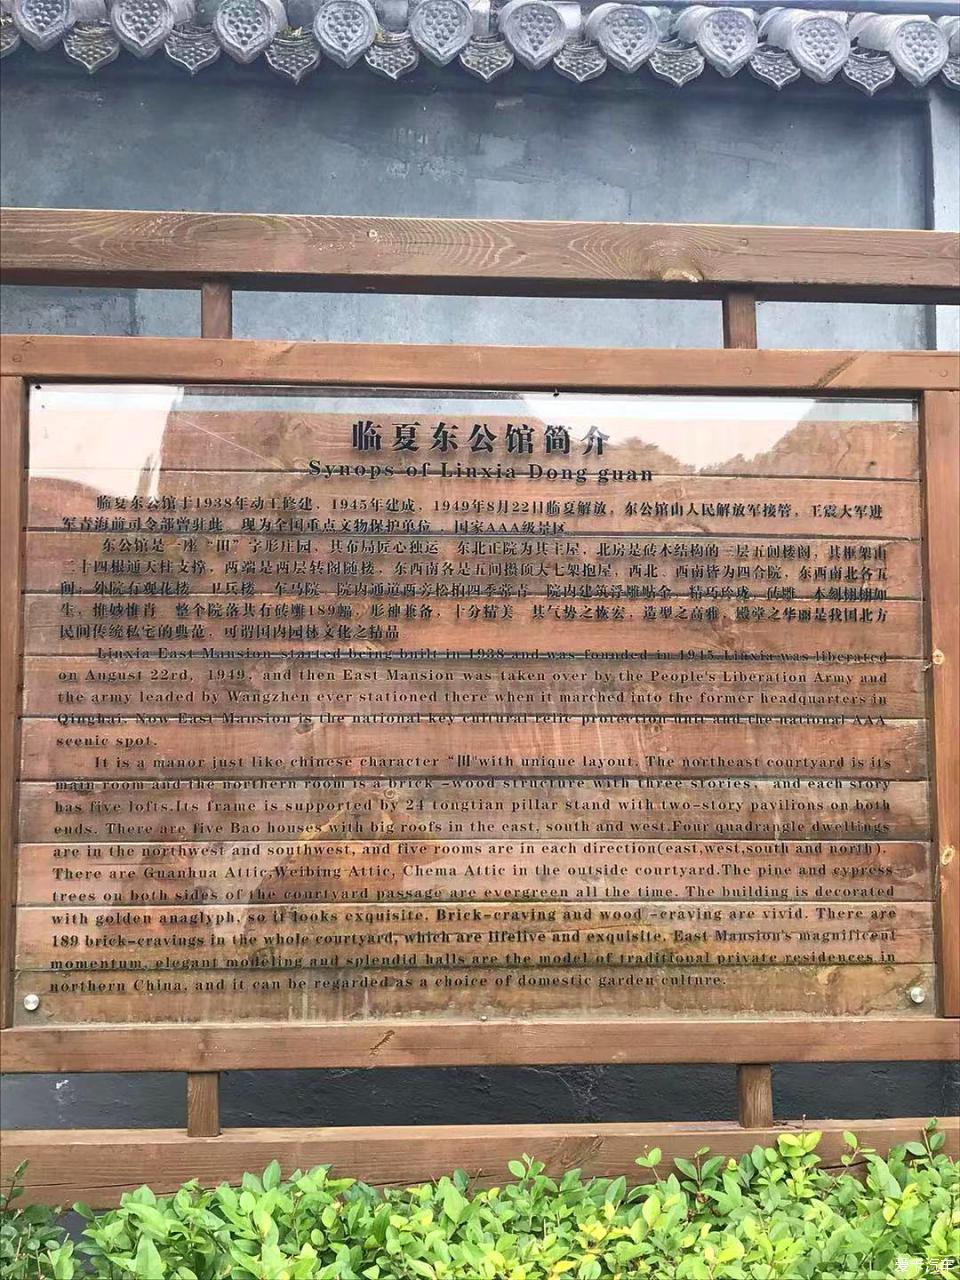 临夏东公馆简介
Synops of Linxia Dong guan
临夏东公馆于1938年动工修建，1945年建成，1949年8月22日临夏解放，东公馆由人民解放军接管，王震大军进
军青海前司令部曾驻此。现为全国重点文物保护单位，国家AAA级景区。
东公馆是一座“田”字形庄园，其布局匠心独运。东北正院为其主屋，北房是砖木结构的三层五间楼阁，其框架由
二十四根通天柱支撑，两端是两层转阁随楼，东西南各是五间攒顶大七架抱屋，西北、西南皆为四合院，东西南北各五
间；外院有观花楼、卫兵楼、车马院。院内通道两旁松柏四季常青。院内建筑浮雕贴金，精巧玲珑。砖雕、木刻栩栩如
生，惟妙惟肖。整个院落共有砖雕189幅，形神兼备，十分精美。其气势之恢宏，造型之高雅，殿堂之华丽是我国北方
民间传统私宅的典范，可谓国内园林文化之精品。
Linxia East Mansion started being built in 1938 and was founded in 1945.Linxia was liberated
on August 22rd, 1949, and then East Mansion was taken over by the People's Liberation Army and
the army leaded by Wangzhen ever stationed there when it marched into the former headquarters in
Qinghai. Now East Mansion is the national key cultural relic protection unit and the national AAA
scenic spot.
It is a manor just like chinese character “田”with unique layout. The northeast courtyard is its
main room and the northern room is a brick -wood structure with three stories, and each story
has five lofts.Its frame is supported by 24 tongtian pillar stand with two-story pavilions on both
ends. There are five Bao houses with big roofs in the east, south and west.Four quadrangle dwellings
are in the northwest and southwest, and five rooms are in each direction(east,west,south and north).
There are Guanhua Attic,Weibing Attic, Chema Attic in the outside courtyard.The pine and cypress
trees on both sides of the courtyard passage are evergreen all the time. The building is decorated
with golden anaglyph, so it looks exquisite. Brick-craving and wood -craving are vivid. There are
189 brick-cravings in the whole courtyard, which are lifelive and exquisite. East Mansion's magnificent
momentum, elegant modeling and splendid halls are the model of traditional private residences in
northern China, and it can be regarded as a choice of domestic garden culture.
爱卡汽车